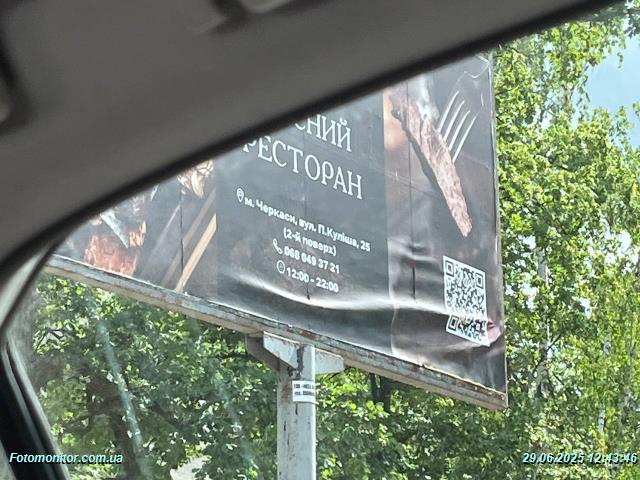 СНИЙ
РЕСТОРАН
м. Черкаси, вул. П.Куліша, 25
(2-й поверх)
068 049 37 21
12:00 - 22:00
Fotomonitor.com.ua
29.06.2025 12:43:46